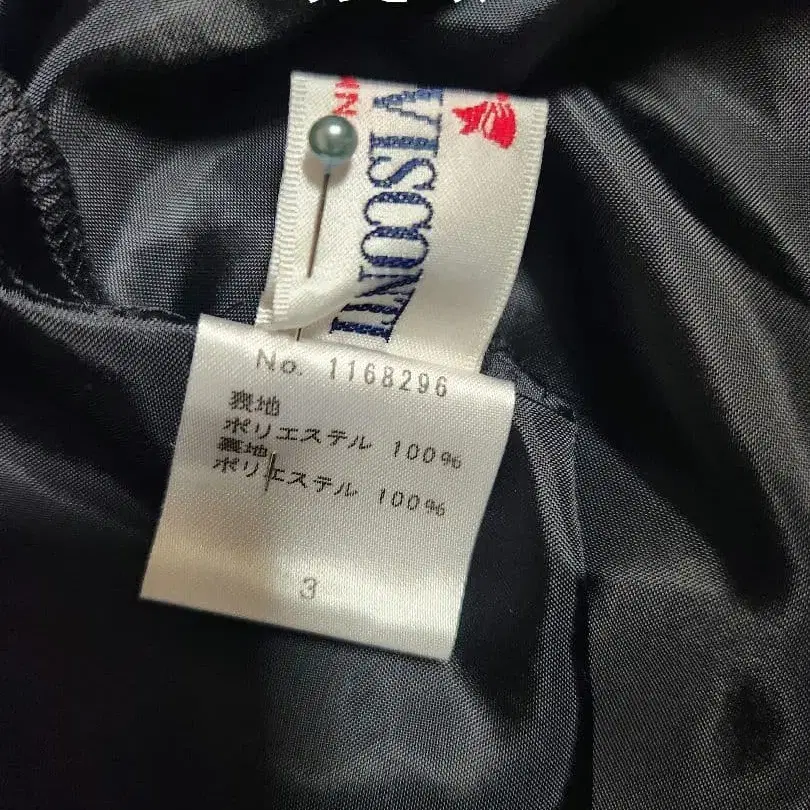 VISCONTI
No. 1168296
表地
ポリエステル 100%
裏地
ポリエステル 100%
3